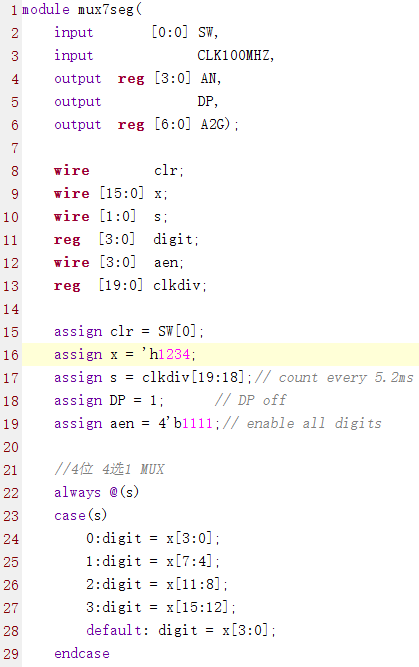 1 module mux7seg(
2     input       [0:0] SW,
3     input             CLK100MHZ,
4     output  reg [3:0] AN,
5     output            DP,
6     output  reg [6:0] A2G);
7
8     wire        clr;
9     wire [15:0] x;
10     wire [1:0]  s;
11     reg  [3:0]  digit;
12     wire [3:0]  aen;
13     reg  [19:0] clkdiv;
14
15     assign clr = SW[0];
16     assign x = 'h1234;
17     assign s = clkdiv[19:18];// count every 5.2ms
18     assign DP = 1;      // DP off
19     assign aen = 4'b1111;// enable all digits
20
21     //4位 4选1 MUX
22     always @(s)
23     case(s)
24         0:digit = x[3:0];
25         1:digit = x[7:4];
26         2:digit = x[11:8];
27         3:digit = x[15:12];
28         default: digit = x[3:0];
29     endcase